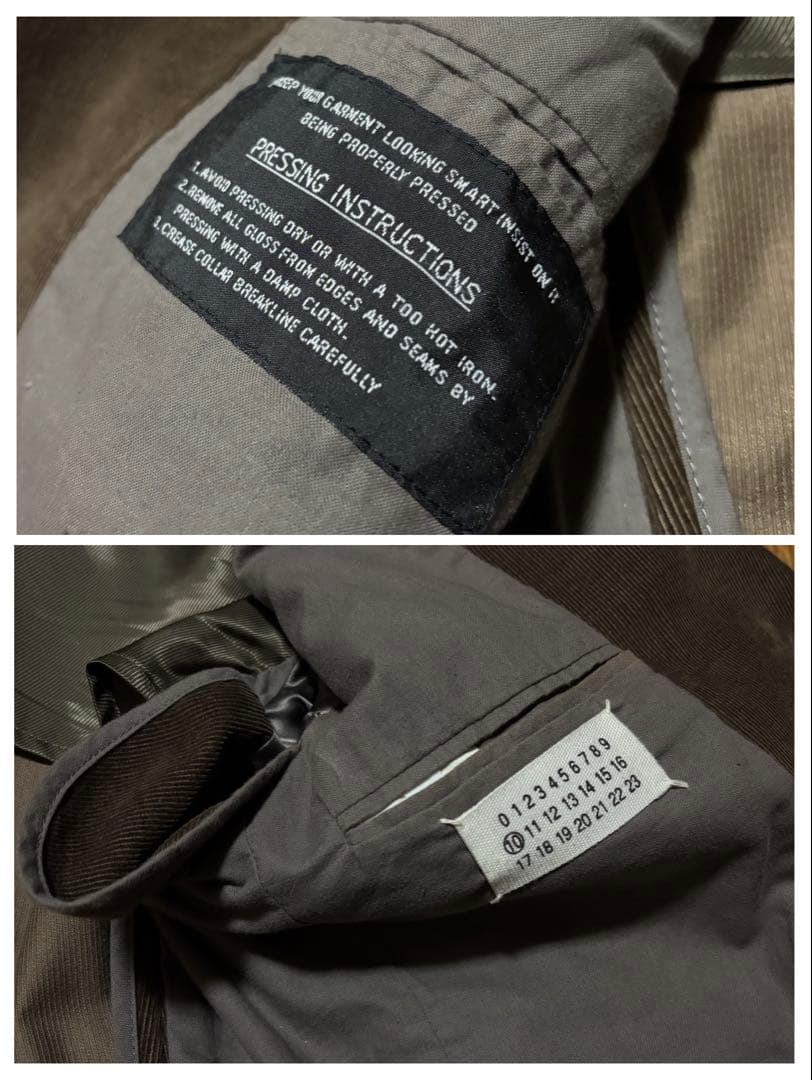 KEEP YOUR GARMENT LOOKING SMART INSIST ON IT
BEING PROPERLY PRESSED
PRESSING INSTRUCTIONS
1. AVOID PRESSING DRY OR WITH A TOO HOT IRON.
2. REMOVE ALL GLOSS FROM EDGES AND SEAMS BY
PRESSING WITH A DAMP CLOTH.
3. CREASE COLLAR BREAKLINE CAREFULLY
0 1 2 3 4 5 6 7 8 9
⑩ 11 12 13 14 15 16
17 18 19 20 21 22 23